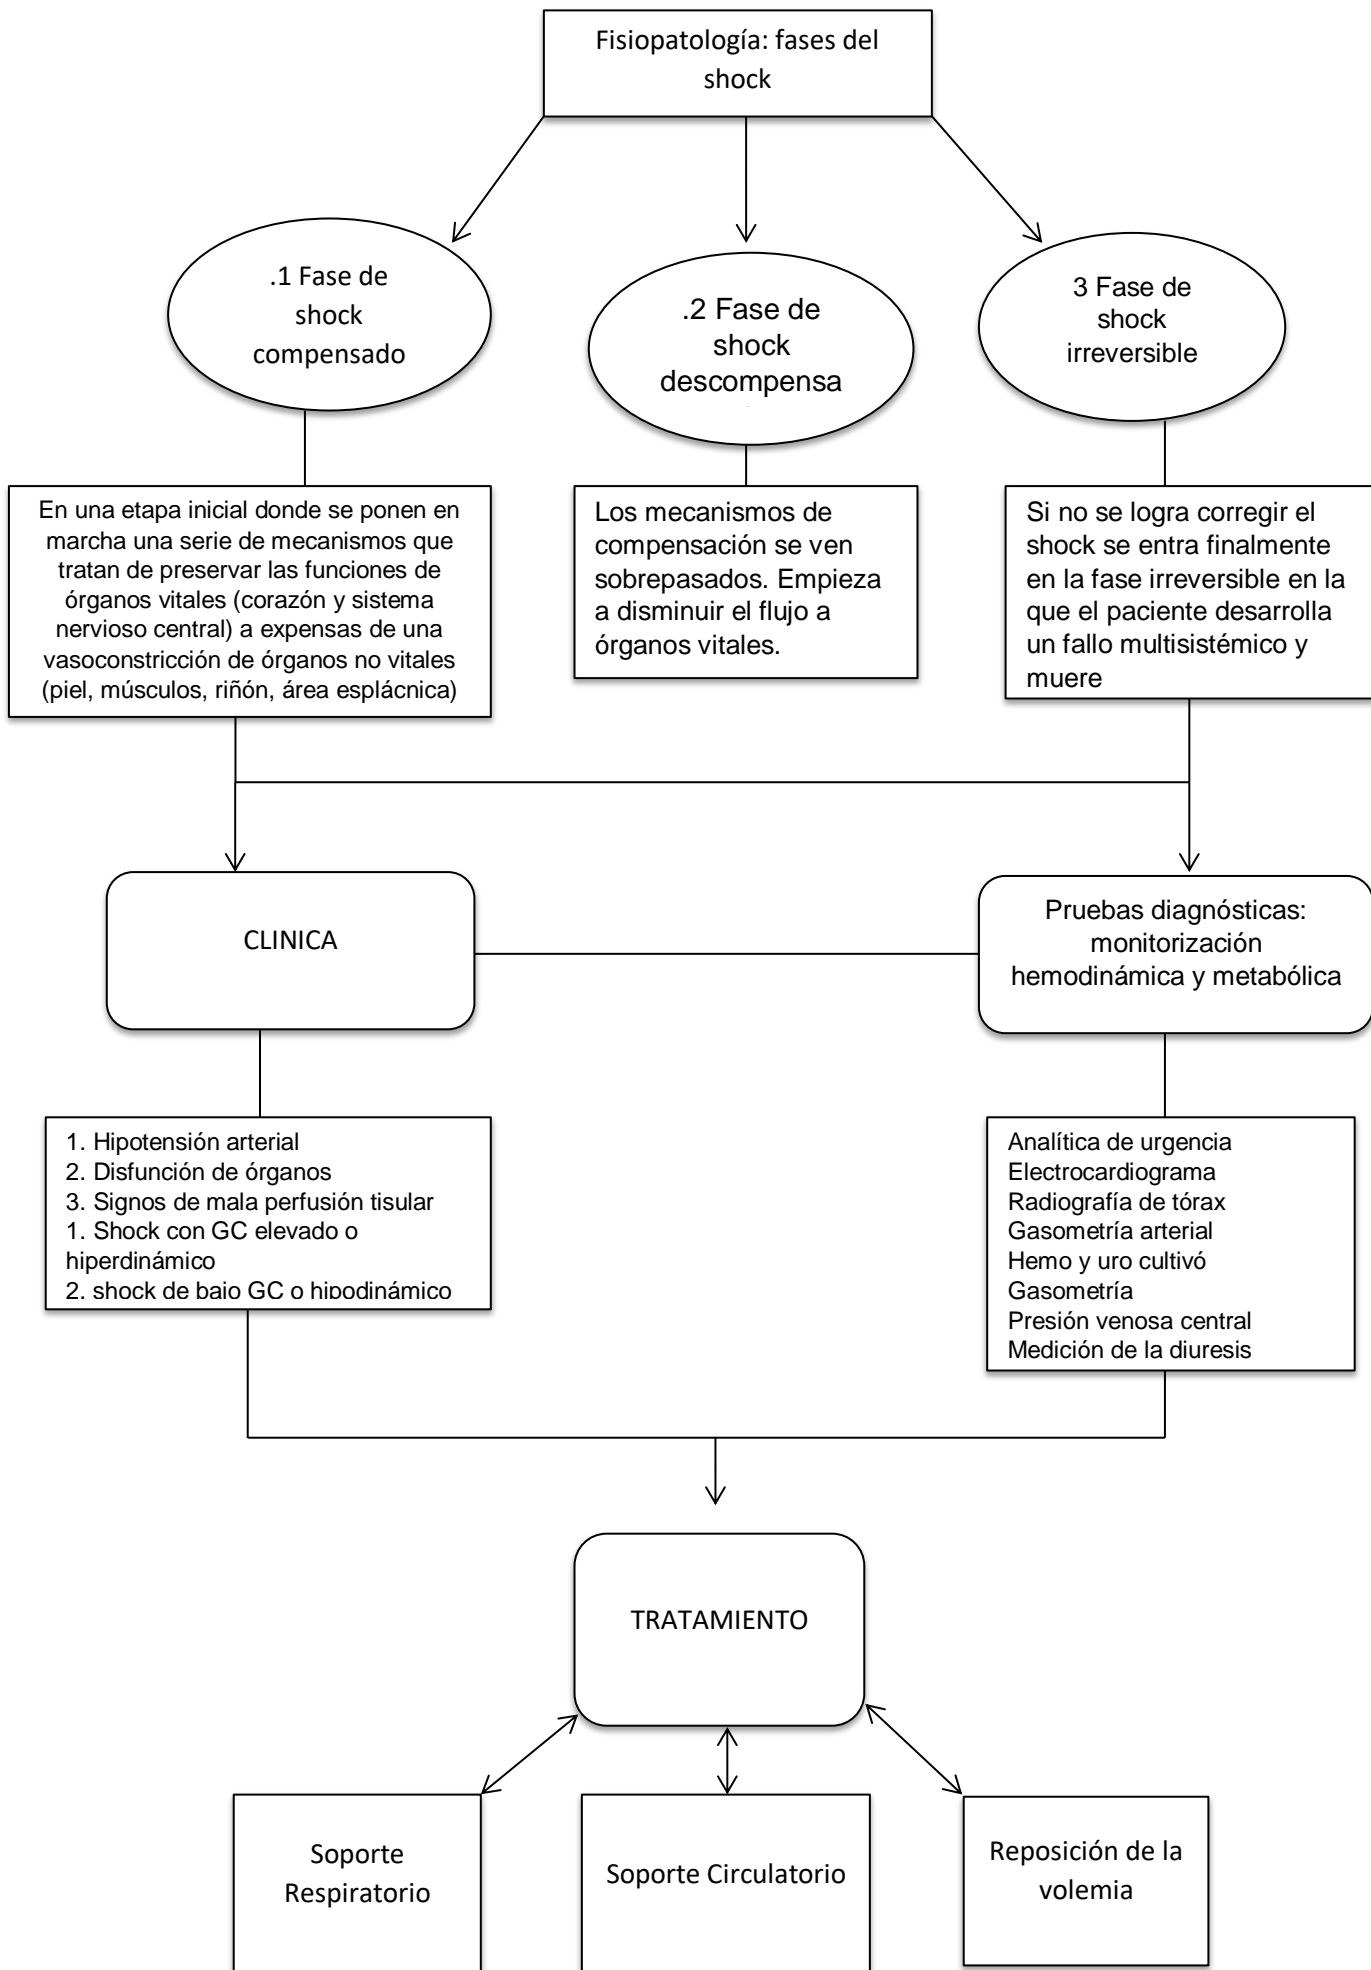 Fisiopatología: fases del
shock
.1 Fase de
shock
compensado
.2 Fase de
shock
descompensa
3 Fase de
shock
irreversible
En una etapa inicial donde se ponen en
marcha una serie de mecanismos que
tratan de preservar las funciones de
órganos vitales (corazón y sistema
nervioso central) a expensas de una
vasoconstricción de órganos no vitales
(piel, músculos, riñón, área esplácnica)
Los mecanismos de
compensación se ven
sobrepasados. Empieza
a disminuir el flujo a
órganos vitales.
Si no se logra corregir el
shock se entra finalmente
en la fase irreversible en la
que el paciente desarrolla
un fallo multisistémico y
muere
CLINICA
Pruebas diagnósticas:
monitorización
hemodinámica y metabólica
1. Hipotensión arterial
2. Disfunción de órganos
3. Signos de mala perfusión tisular
1. Shock con GC elevado o
hiperdinámico
2. shock de bajo GC o hipodinámico
Analítica de urgencia
Electrocardiograma
Radiografía de tórax
Gasometría arterial
Hemo y uro cultivó
Gasometría
Presión venosa central
Medición de la diuresis
TRATAMIENTO
Soporte
Respiratorio
Soporte Circulatorio
Reposición de la
volemia